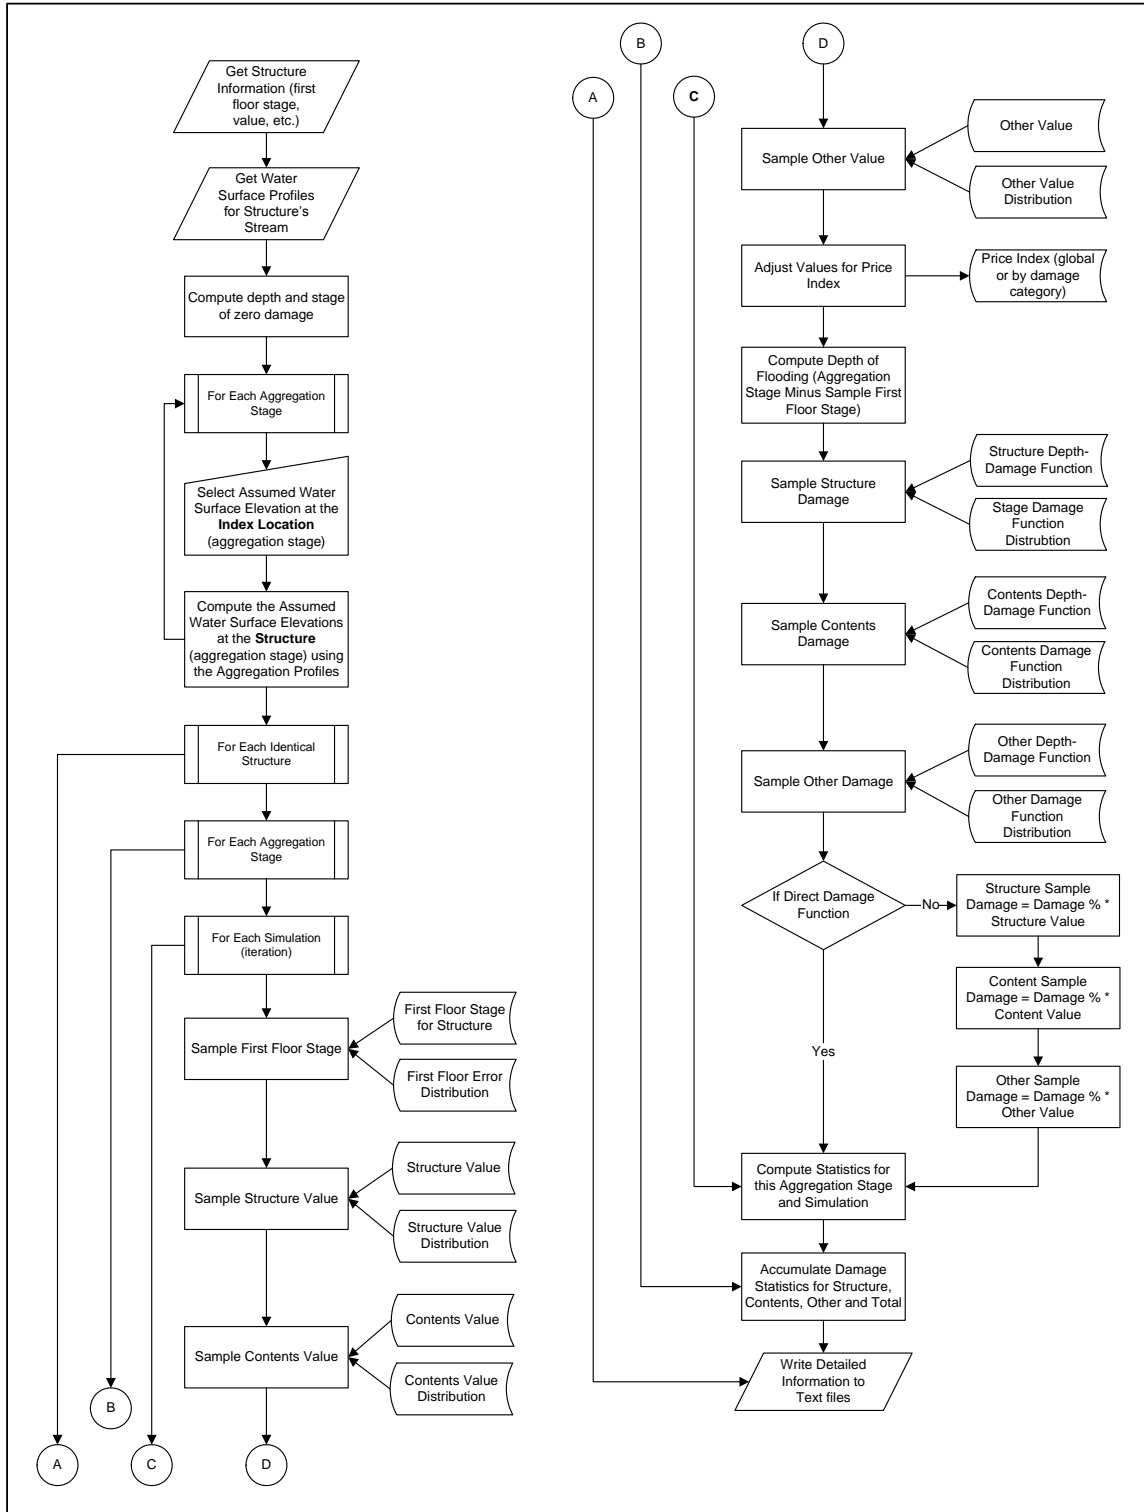 Get Structure
Information (first
floor stage,
value, etc.)
Get Water
Surface Profiles
for Structure's
Stream
Compute depth and stage
of zero damage
For Each Aggregation
Stage
Select Assumed Water
Surface Elevation at the
Index Location
(aggregation stage)
Compute the Assumed
Water Surface Elevations
at the Structure
(aggregation stage) using
the Aggregation Profiles
For Each Identical
Structure
For Each Aggregation
Stage
For Each Simulation
(iteration)
Sample First Floor Stage
First Floor Stage
for Structure
First Floor Error
Distribution
Sample Structure Value
Structure Value
Structure Value
Distribution
Sample Contents Value
Contents Value
Contents Value
Distribution
B
A
C
D
B
D
A
C
Sample Other Value
Other Value
Other Value
Distribution
Adjust Values for Price
Index
Price Index (global
or by damage
category)
Compute Depth of
Flooding (Aggregation
Stage Minus Sample First
Floor Stage)
Sample Structure
Damage
Structure Depth-
Damage Function
Stage Damage
Function
Distrubtion
Sample Contents
Damage
Contents Depth-
Damage Function
Contents Damage
Function
Distribution
Sample Other Damage
Other Depth-
Damage Function
Other Damage
Function
Distribution
If Direct Damage
Function
No
Structure Sample
Damage = Damage % *
Structure Value
Content Sample
Damage = Damage % *
Content Value
Other Sample
Damage = Damage % *
Other Value
Yes
Compute Statistics for
this Aggregation Stage
and Simulation
Accumulate Damage
Statistics for Structure,
Contents, Other and Total
Write Detailed
Information to
Text files